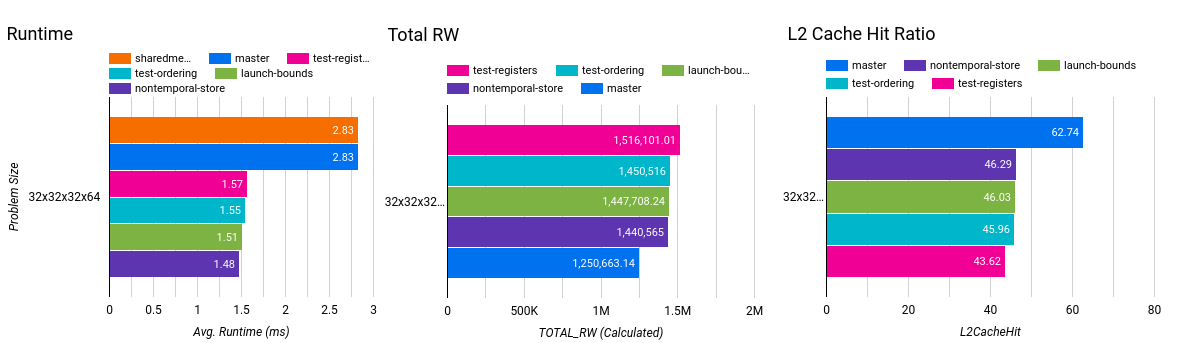 Runtime
sharedme…
master
test-regist…
test-ordering
launch-bounds
nontemporal-store
Problem Size
32x32x32x64
2.83
2.83
1.57
1.55
1.51
1.48
0 0.5 1 1.5 2 2.5 3
Avg. Runtime (ms)
Total RW
test-registers
test-ordering
launch-bou…
nontemporal-store
master
32x32x32…
1,516,101.01
1,450,516
1,447,708.24
1,440,565
1,250,663.14
0 500K 1M 1.5M 2M
TOTAL_RW (Calculated)
L2 Cache Hit Ratio
master
nontemporal-store
launch-bounds
test-ordering
test-registers
32x32…
62.74
46.29
46.03
45.96
43.62
0 20 40 60 80
L2CacheHit